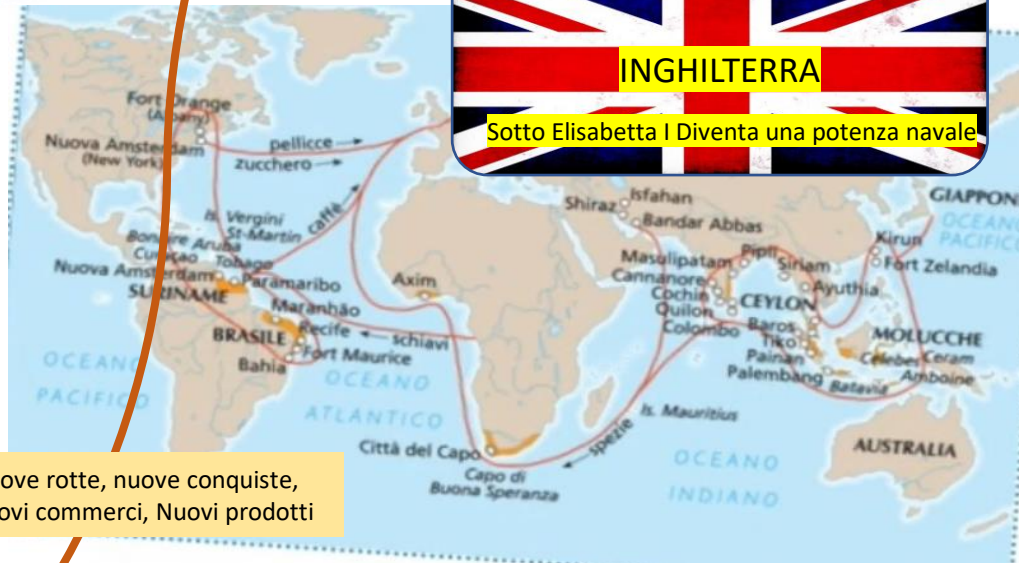 INGHILTERRA
Sotto Elisabetta I Diventa una potenza navale
Fort Orange
(Albany)
Nuova Amsterdam
(New York)
pellicce
zucchero
caffè
Is. Vergini
St-Martin
Bonaire Aruba
Curaçao Tobago
Nuova Amsterdam
Paramaribo
SURINAME
Maranhão
BRASILE
Recife
Fort Maurice
Bahia
schiavi
Axim
OCEANO
PACIFICO
OCEANO
ATLANTICO
Città del Capo
Capo di
Buona Speranza
spezie
Is. Mauritius
OCEANO
INDIANO
Shiraz
Isfahan
Bandar Abbas
Masulipatam
Pipli
Siriam
Cannanore
Cochin
Quilon
Colombo
CEYLON
Ayuthia
Baros
Tiko
Painan
Palembang
Batavia
Kirun
Fort Zelandia
GIAPPON
OCEANO
PACIFICO
MOLUCCHE
Celebes
Ceram
Amboine
AUSTRALIA
ove rotte, nuove conquiste,
ovi commerci, Nuovi prodotti